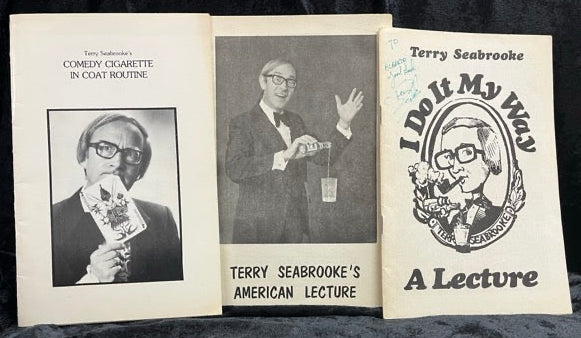 Terry Seabrooke's
COMEDY CIGARETTE
IN COAT ROUTINE
TERRY SEABROOKE'S
AMERICAN LECTURE
TO
Terry Seabrooke
I Do It My Way
TERRY SEABROOKE
A Lecture